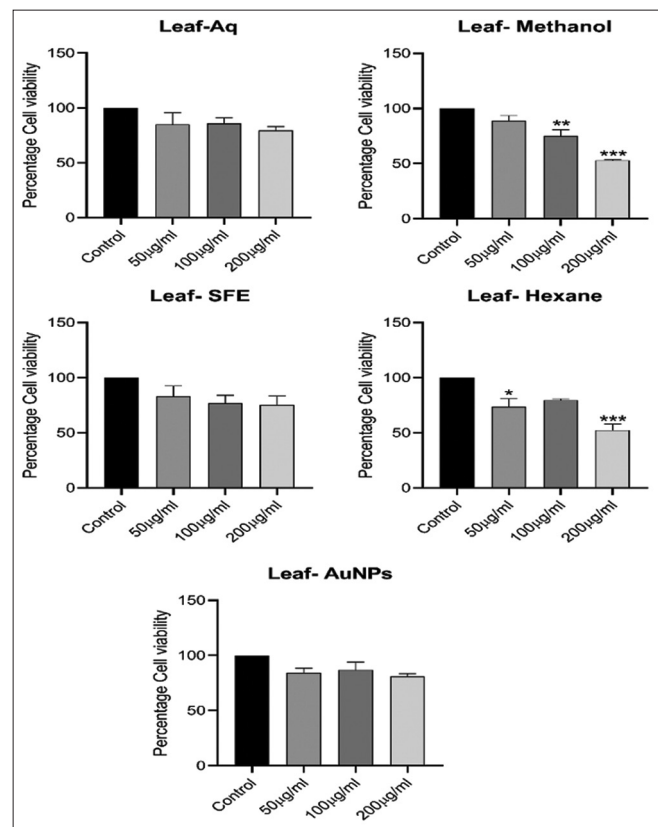 Leaf-Aq
Percentage Cell viability
150
100
50
0
Control
50µg/ml
100µg/ml
200µg/ml
Leaf- Methanol
Percentage Cell viability
150
100
50
0
**
***
Control
50µg/ml
100µg/ml
200µg/ml
Leaf- SFE
Percentage Cell viability
150
100
50
0
Control
50µg/ml
100µg/ml
200µg/ml
Leaf- Hexane
Percentage Cell viability
150
100
50
0
*
***
Control
50µg/ml
100µg/ml
200µg/ml
Leaf- AuNPs
Percentage Cell viability
150
100
50
0
Control
50µg/ml
100µg/ml
200µg/ml